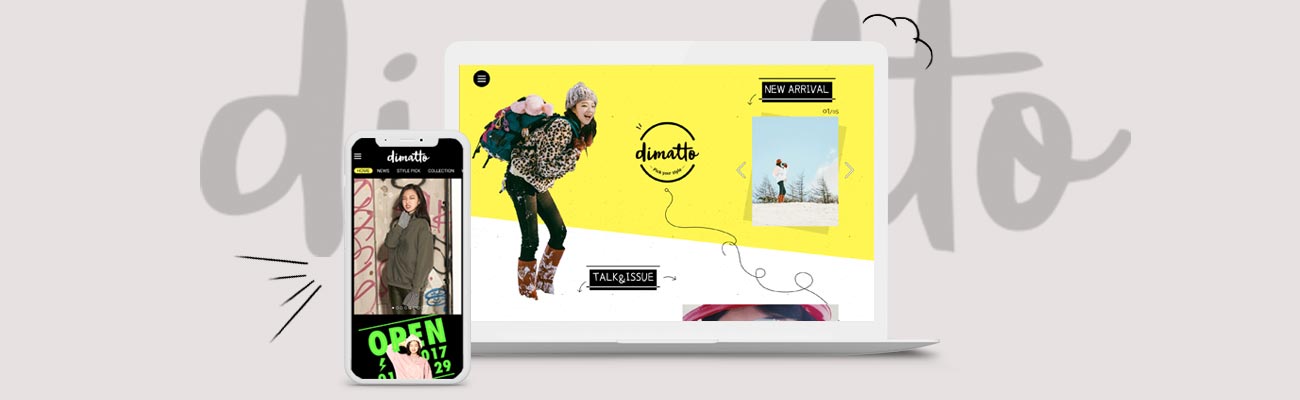 dimatto
dimatto
HOME NEWS STYLE PICK COLLECTION
OPEN
017
01 29
NEW ARRIVAL
01/05
dimatto
- Pick your style -
TALK&ISSUE